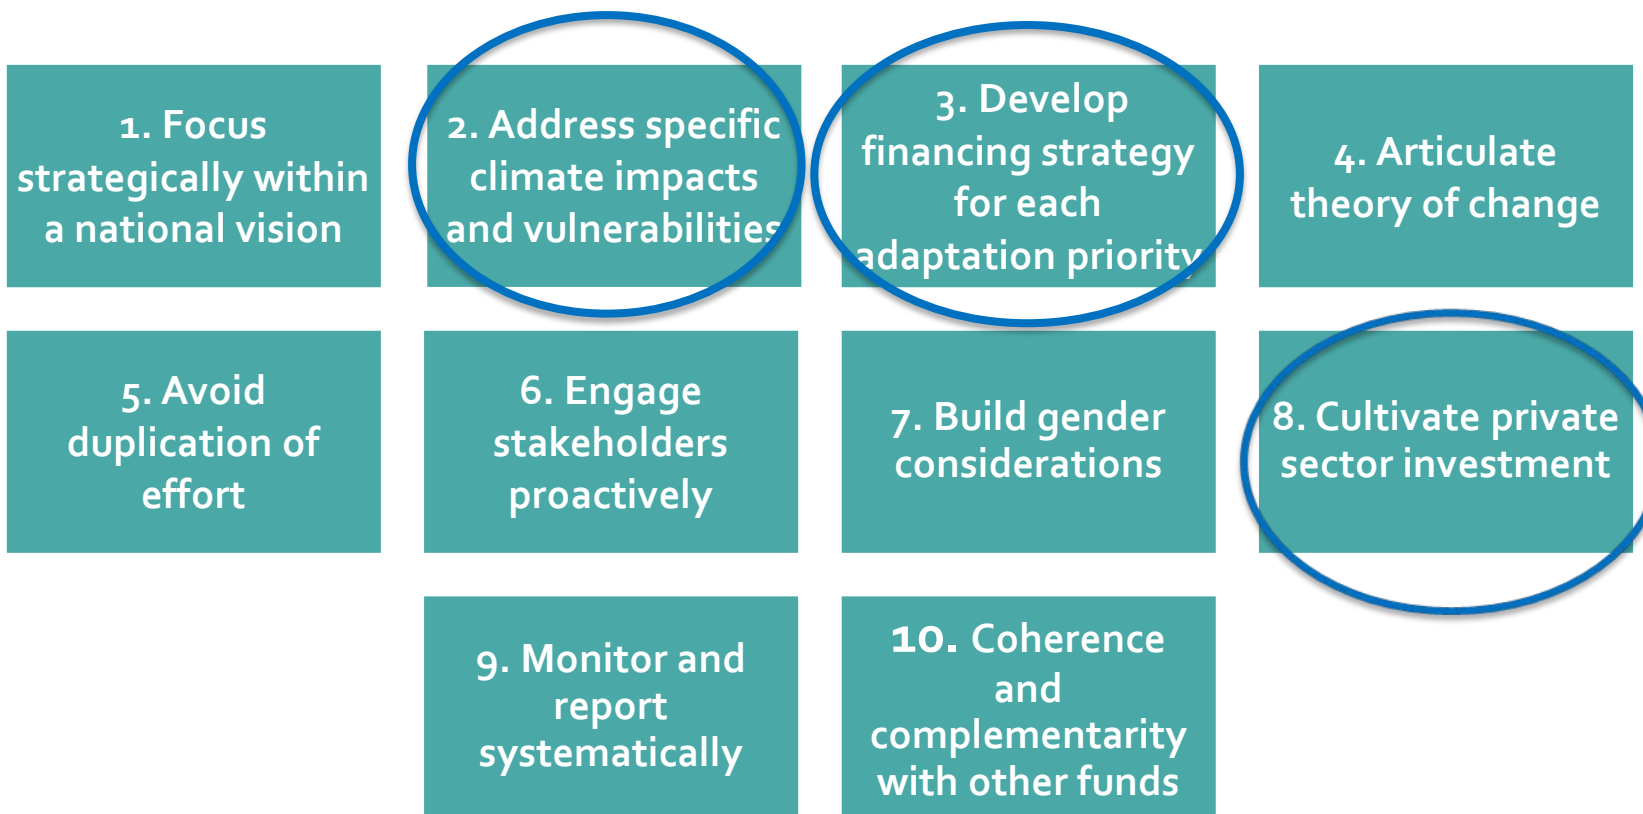 1. Focus
strategically within
a national vision
2. Address specific
climate impacts
and vulnerabilities
3. Develop
financing strategy
for each
adaptation priority
4. Articulate
theory of change
5. Avoid
duplication of
effort
6. Engage
stakeholders
proactively
7. Build gender
considerations
8. Cultivate private
sector investment
9. Monitor and
report
systematically
10. Coherence
and
complementarity
with other funds